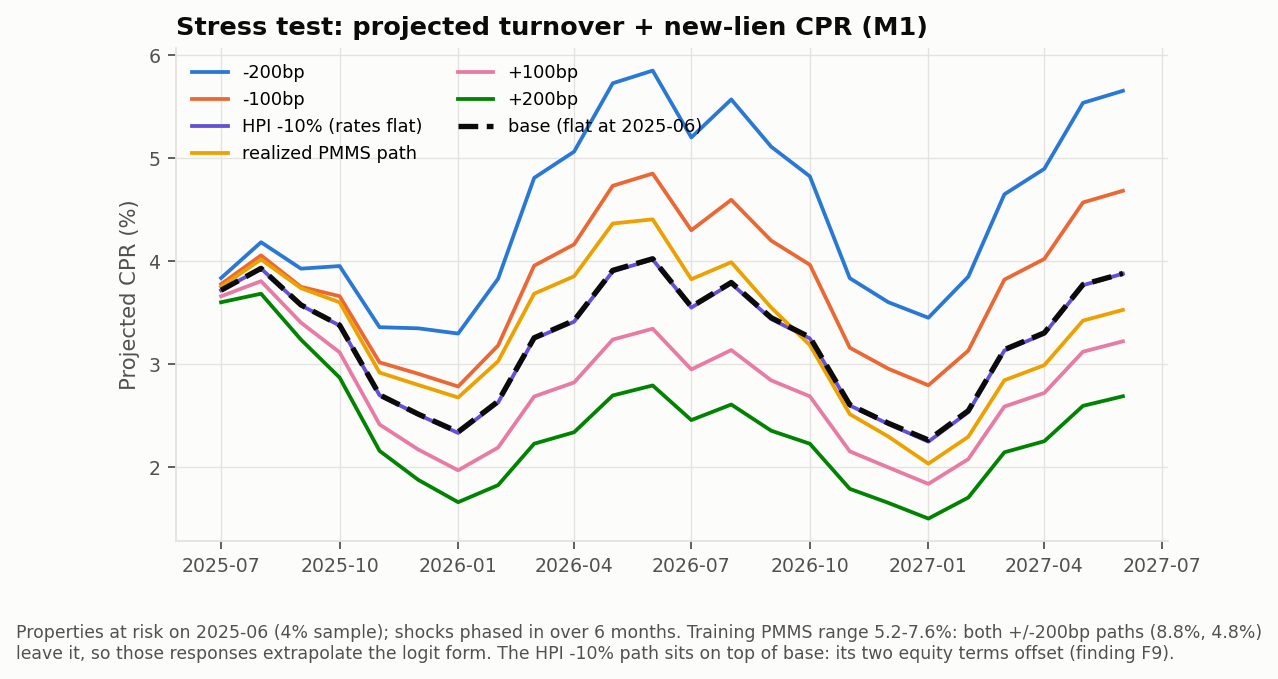 Stress test: projected turnover + new-lien CPR (M1)
Projected CPR (%)
6
5
4
3
2
-200bp
-100bp
HPI -10% (rates flat)
realized PMMS path
+100bp
+200bp
base (flat at 2025-06)
2025-07
2025-10
2026-01
2026-04
2026-07
2026-10
2027-01
2027-04
2027-07
Properties at risk on 2025-06 (4% sample); shocks phased in over 6 months. Training PMMS range 5.2-7.6%: both +/-200bp paths (8.8%, 4.8%)
leave it, so those responses extrapolate the logit form. The HPI -10% path sits on top of base: its two equity terms offset (finding F9).